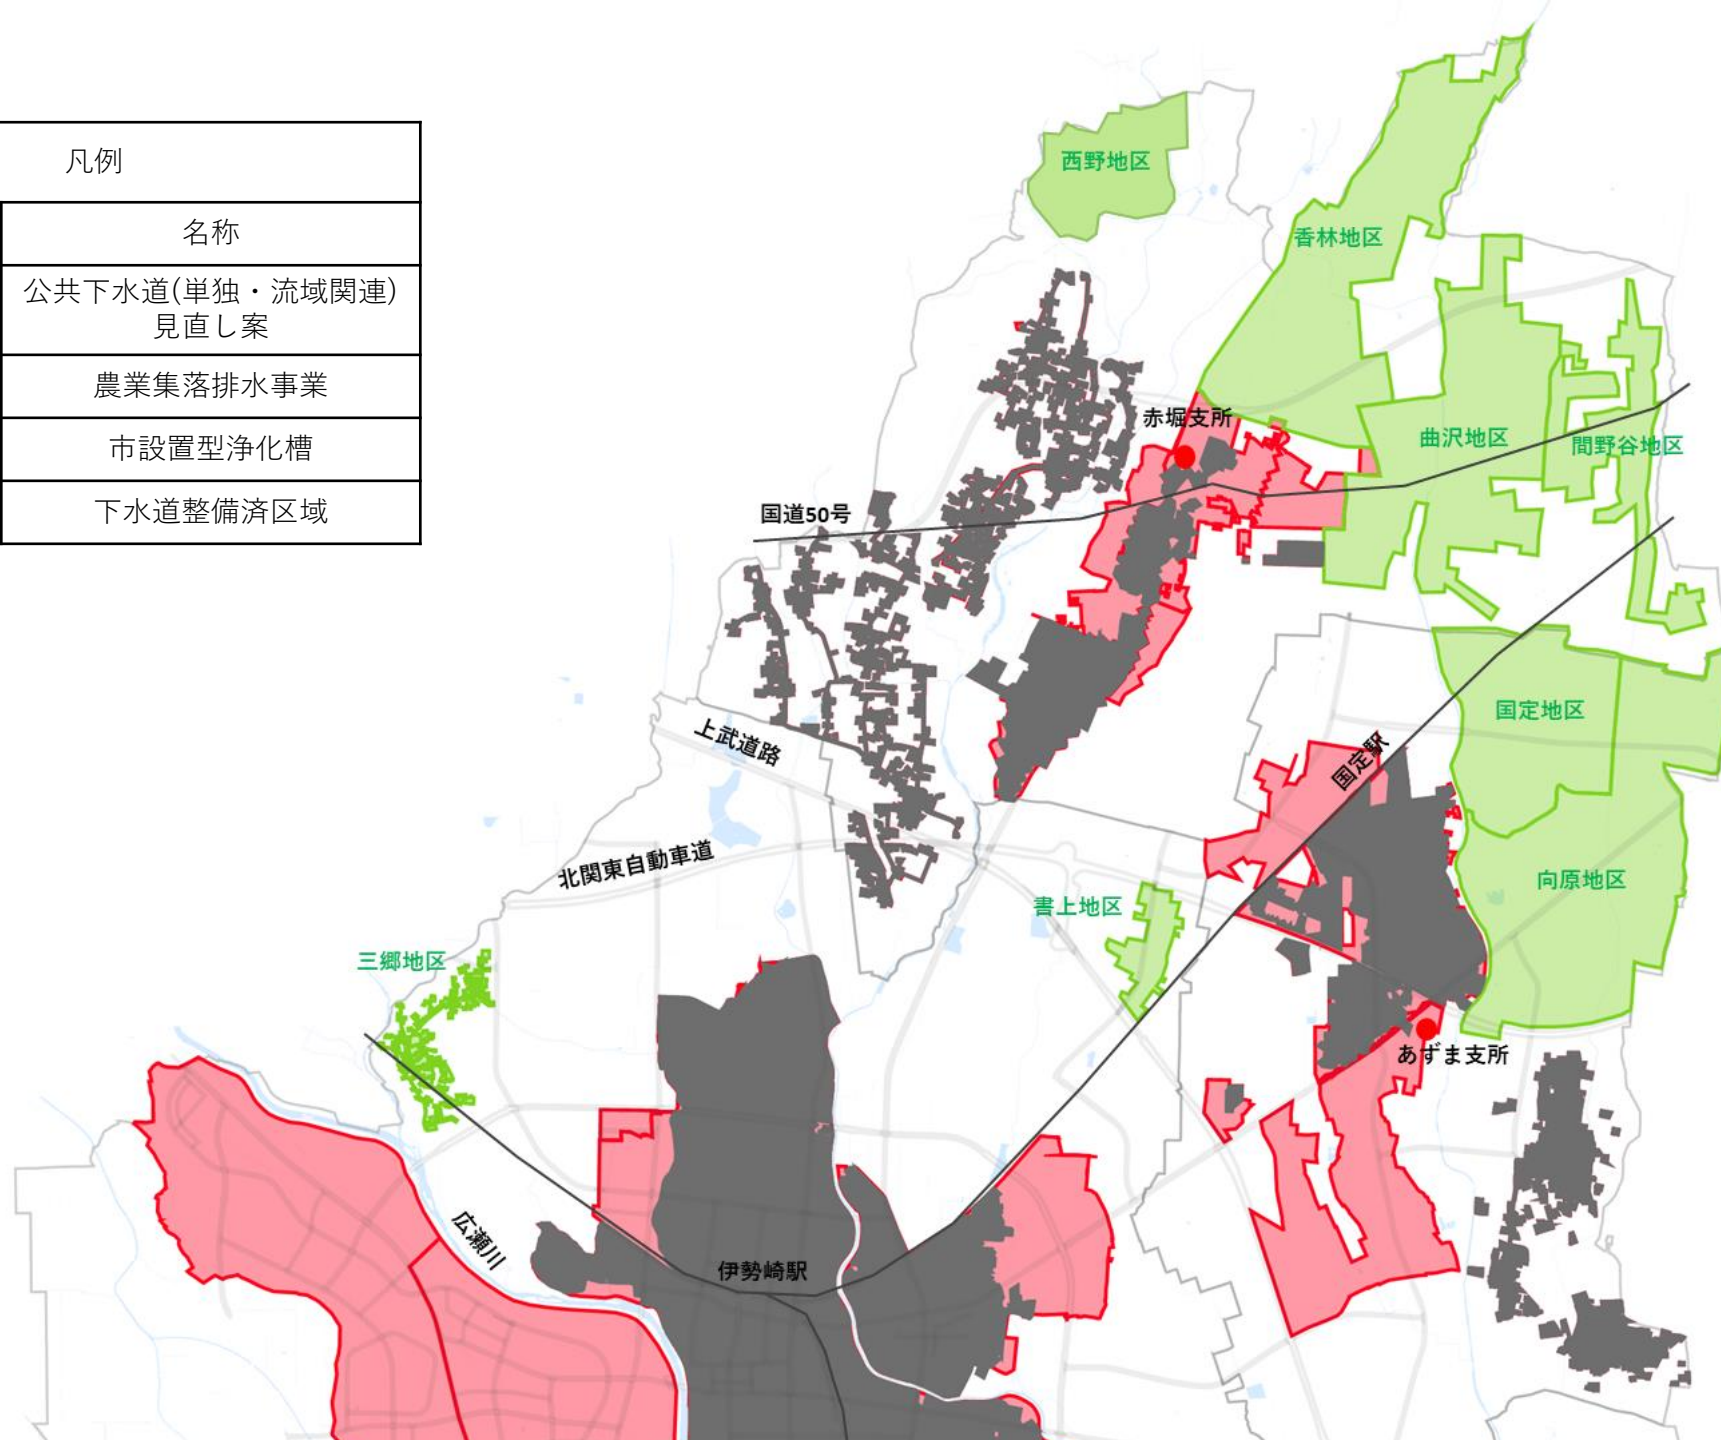 凡例
名称
公共下水道(単独・流域関連)
見直し案
農業集落排水事業
市設置型浄化槽
下水道整備済区域
西野地区
香林地区
赤堀支所
曲沢地区
間野谷地区
国道50号
国定地区
上武道路
国定駅
北関東自動車道
向原地区
書上地区
三郷地区
あずま支所
広瀬川
伊勢崎駅